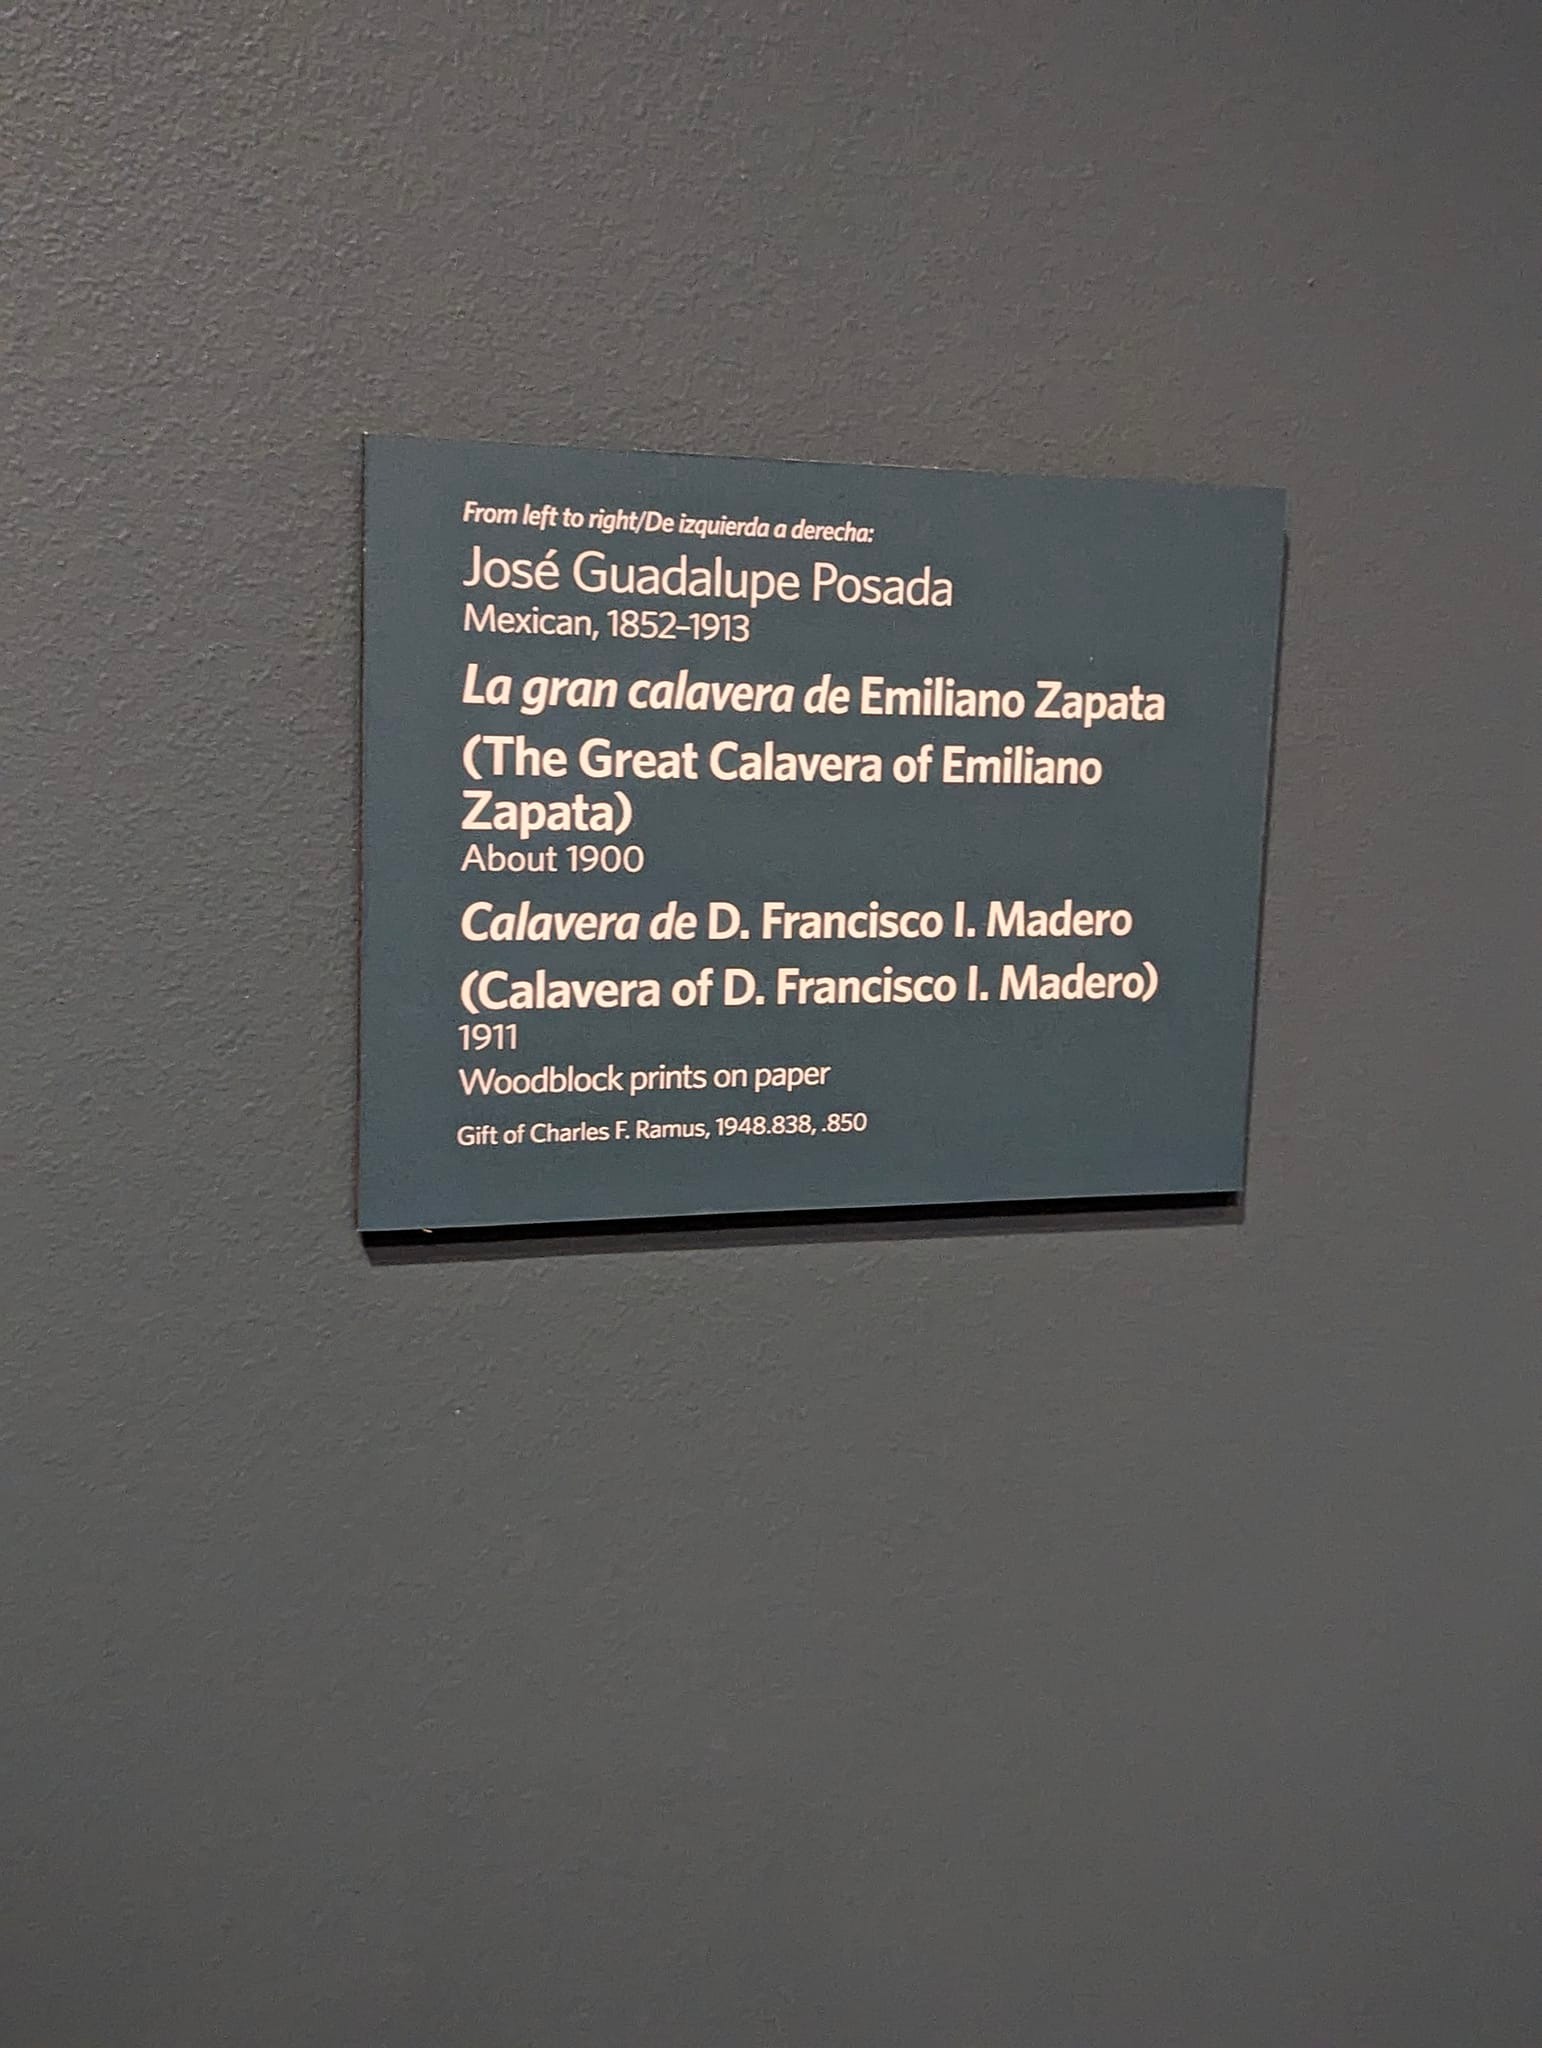 From left to right/De izquierda a derecha:
José Guadalupe Posada
Mexican, 1852–1913
La gran calavera de Emiliano Zapata
(The Great Calavera of Emiliano
Zapata)
About 1900
Calavera de D. Francisco I. Madero
(Calavera of D. Francisco I. Madero)
1911
Woodblock prints on paper
Gift of Charles F. Ramus, 1948.838, .850